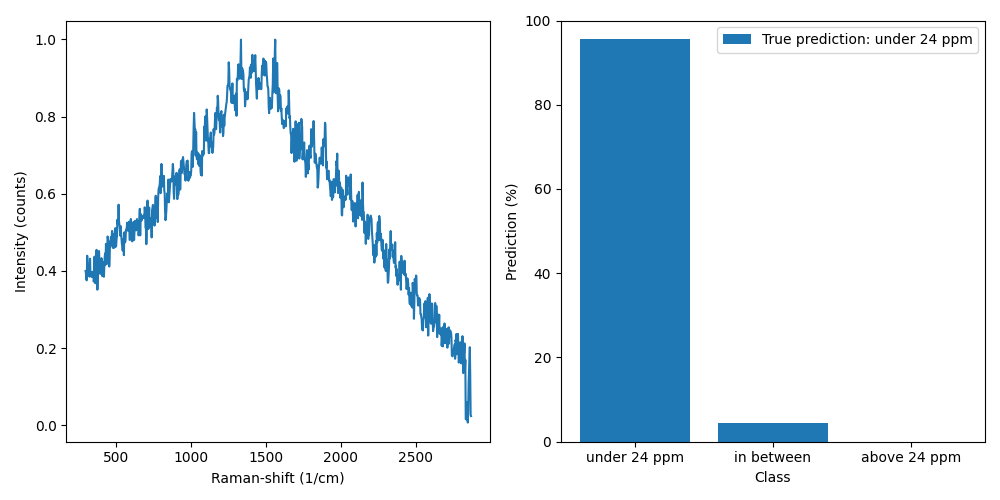 1.0
0.8
0.6
0.4
0.2
0.0
Intensity (counts)
500 1000 1500 2000 2500
Raman-shift (1/cm)
100
80
60
40
20
0
Prediction (%)
True prediction: under 24 ppm
under 24 ppm in between above 24 ppm
Class